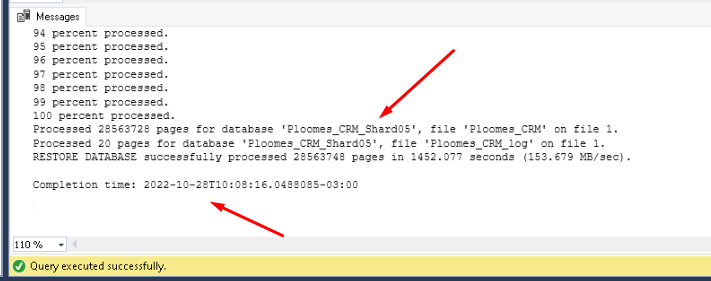 Messages
94 percent processed.
95 percent processed.
96 percent processed.
97 percent processed.
98 percent processed.
99 percent processed.
100 percent processed.
Processed 28563728 pages for database 'Ploomes_CRM_Shard05', file 'Ploomes_CRM' on file 1.
Processed 20 pages for database 'Ploomes_CRM_Shard05', file 'Ploomes_CRM_log' on file 1.
RESTORE DATABASE successfully processed 28563748 pages in 1452.077 seconds (153.679 MB/sec).
Completion time: 2022-10-28T10:08:16.0488085-03:00
110 %
Query executed successfully.